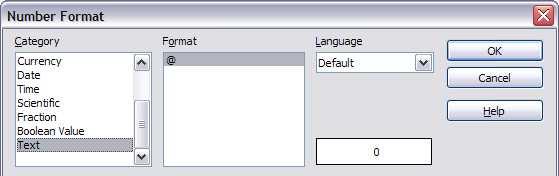 Number Format
Category
Format
Language
Currency
Date
Time
Scientific
Fraction
Boolean Value
Text
@
Default
0
OK
Cancel
Help